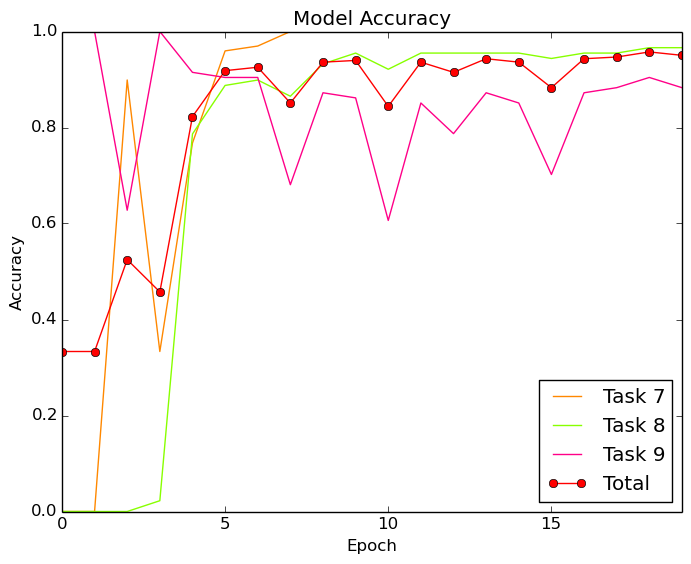 Model Accuracy
1.0
0.8
0.6
0.4
0.2
0.0
Accuracy
0
5
10
15
Epoch
Task 7
Task 8
Task 9
Total